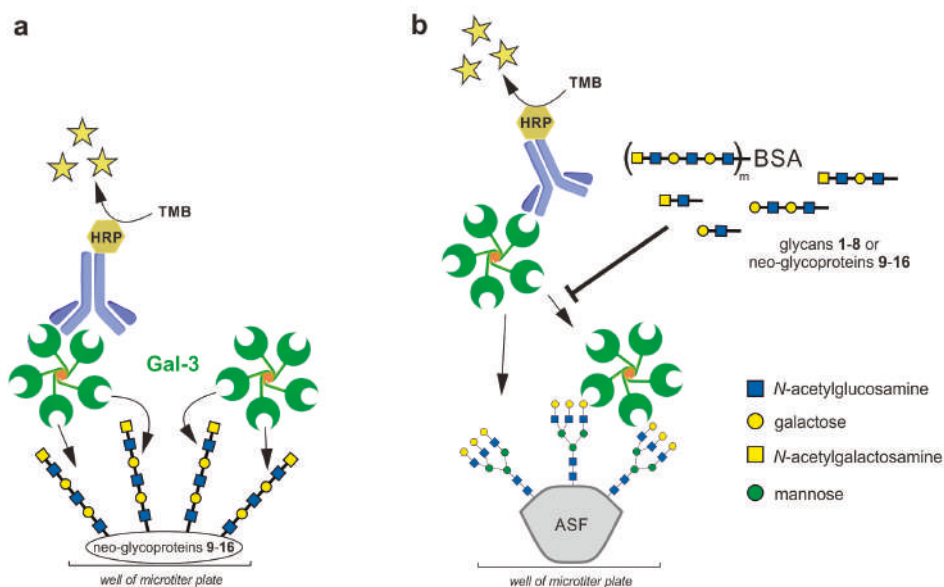 a
TMB
HRP
Gal-3
neo-glycoproteins 9-16
well of microtiter plate
b
TMB
HRP
BSA
m
glycans 1-8 or
neo-glycoproteins 9-16
ASF
well of microtiter plate
N-acetylglucosamine
galactose
N-acetylgalactosamine
mannose